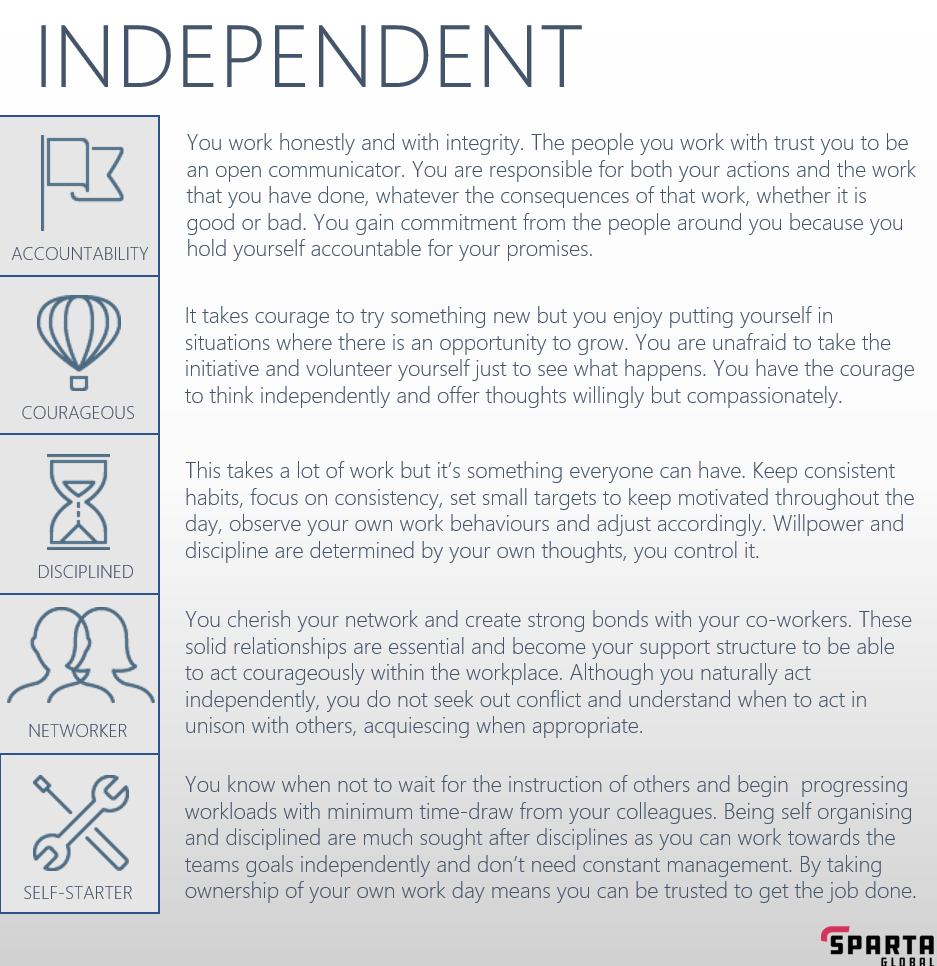 INDEPENDENT
ACCOUNTABILITY
You work honestly and with integrity. The people you work with trust you to be
an open communicator. You are responsible for both your actions and the work
that you have done, whatever the consequences of that work, whether it is
good or bad. You gain commitment from the people around you because you
hold yourself accountable for your promises.
COURAGEOUS
It takes courage to try something new but you enjoy putting yourself in
situations where there is an opportunity to grow. You are unafraid to take the
initiative and volunteer yourself just to see what happens. You have the courage
to think independently and offer thoughts willingly but compassionately.
DISCIPLINED
This takes a lot of work but it's something everyone can have. Keep consistent
habits, focus on consistency, set small targets to keep motivated throughout the
day, observe your own work behaviours and adjust accordingly. Willpower and
discipline are determined by your own thoughts, you control it.
NETWORKER
You cherish your network and create strong bonds with your co-workers. These
solid relationships are essential and become your support structure to be able
to act courageously within the workplace. Although you naturally act
independently, you do not seek out conflict and understand when to act in
unison with others, acquiescing when appropriate.
SELF-STARTER
You know when not to wait for the instruction of others and begin  progressing
workloads with minimum time-draw from your colleagues. Being self organising
and disciplined are much sought after disciplines as you can work towards the
teams goals independently and don't need constant management. By taking
ownership of your own work day means you can be trusted to get the job done.
SPARTA
GLOBAL